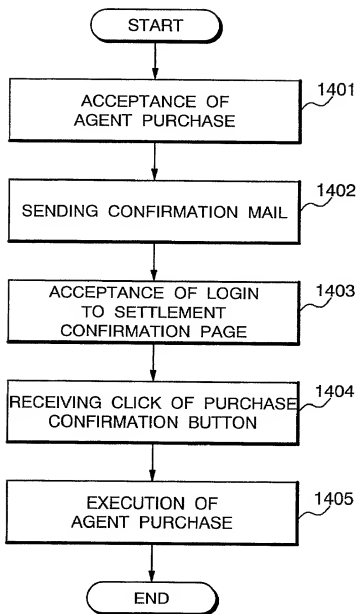 START
ACCEPTANCE OF
AGENT PURCHASE
1401
SENDING CONFIRMATION MAIL
1402
ACCEPTANCE OF LOGIN
TO SETTLEMENT
CONFIRMATION PAGE
1403
RECEIVING CLICK OF PURCHASE
CONFIRMATION BUTTON
1404
EXECUTION OF
AGENT PURCHASE
1405
END